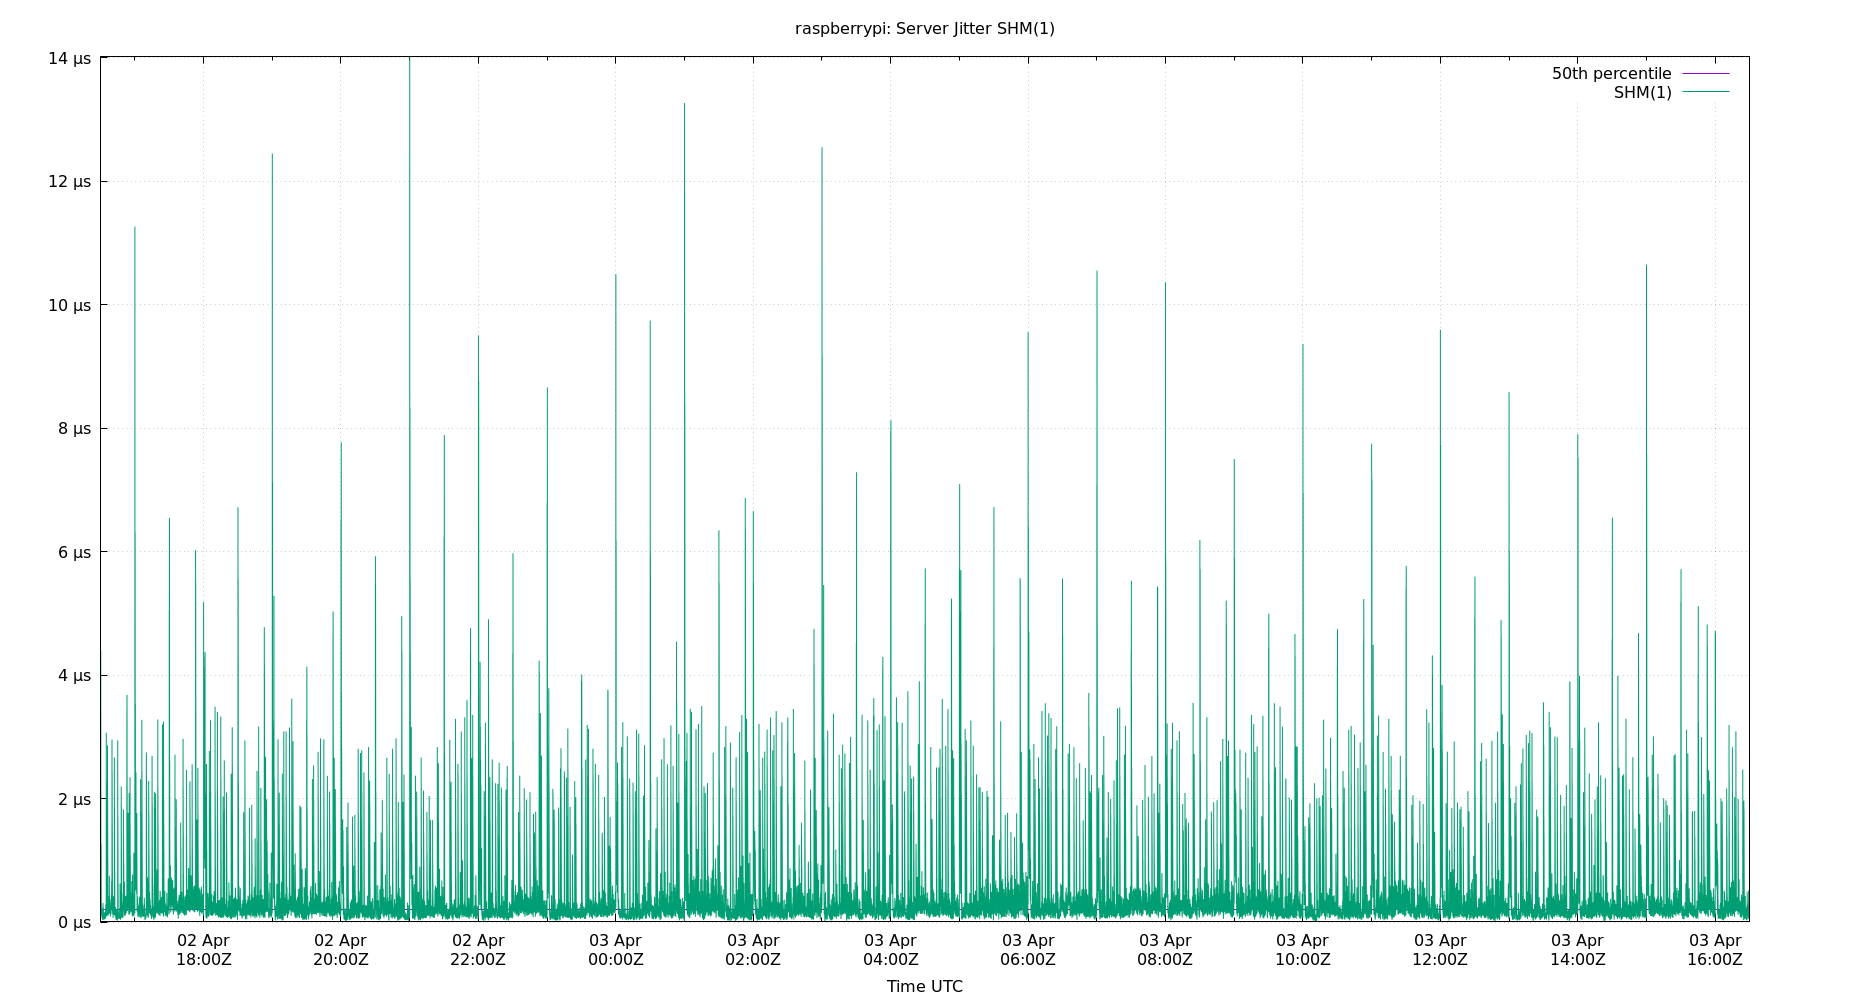 raspberrypi: Server Jitter SHM(1)
50th percentile
SHM(1)
14 µs
12 µs
10 µs
8 µs
6 µs
4 µs
2 µs
0 µs
02 Apr 02 Apr 02 Apr 03 Apr 03 Apr 03 Apr 03 Apr 03 Apr 03 Apr 03 Apr 03 Apr 03 Apr
18:00Z 20:00Z 22:00Z 00:00Z 02:00Z 04:00Z 06:00Z 08:00Z 10:00Z 12:00Z 14:00Z 16:00Z
Time UTC